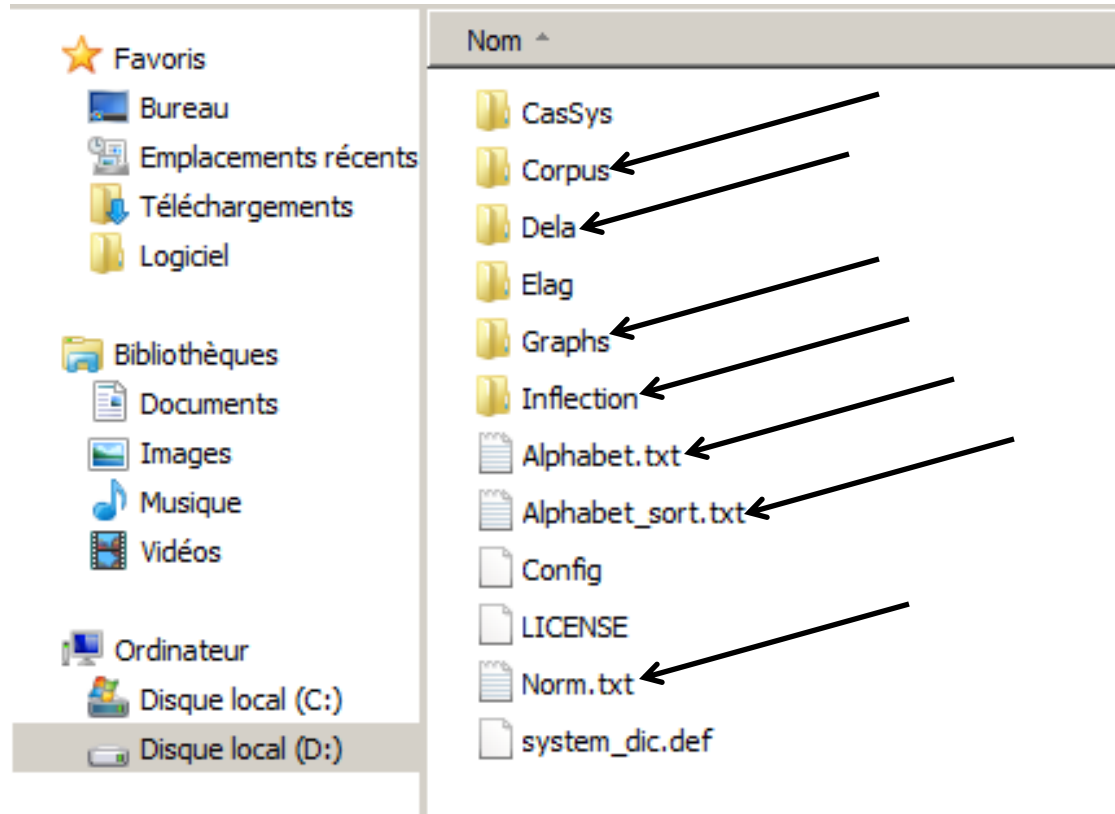 Favoris
Bureau
Emplacements récents
Téléchargements
Logiciel
Bibliothèques
Documents
Images
Musique
Vidéos
Ordinateur
Disque local (C:)
Disque local (D:)
Nom
CasSys
Corpus
Dela
Elag
Graphs
Inflection
Alphabet.txt
Alphabet_sort.txt
Config
LICENSE
Norm.txt
system_dic.def